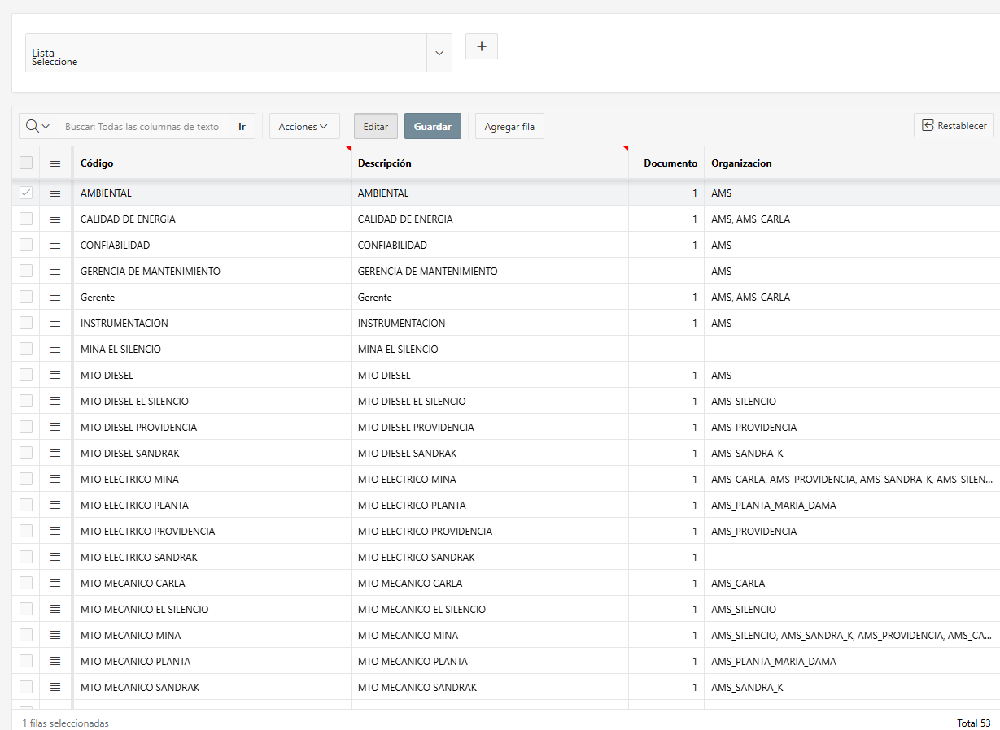 Lista
Seleccione
Buscar: Todas las columnas de texto Ir Acciones Editar Guardar Agregar fila Restablecer
Código Descripción Documento Organizacion
AMBIENTAL AMBIENTAL 1 AMS
CALIDAD DE ENERGIA CALIDAD DE ENERGIA 1 AMS, AMS_CARLA
CONFIABILIDAD CONFIABILIDAD 1 AMS
GERENCIA DE MANTENIMIENTO GERENCIA DE MANTENIMIENTO AMS
Gerente Gerente 1 AMS, AMS_CARLA
INSTRUMENTACION INSTRUMENTACION 1 AMS
MINA EL SILENCIO MINA EL SILENCIO
MTO DIESEL MTO DIESEL 1 AMS
MTO DIESEL EL SILENCIO MTO DIESEL EL SILENCIO 1 AMS_SILENCIO
MTO DIESEL PROVIDENCIA MTO DIESEL PROVIDENCIA 1 AMS_PROVIDENCIA
MTO DIESEL SANDRAK MTO DIESEL SANDRAK 1 AMS_SANDRA_K
MTO ELECTRICO MINA MTO ELECTRICO MINA 1 AMS_CARLA, AMS_PROVIDENCIA, AMS_SANDRA_K, AMS_SILEN...
MTO ELECTRICO PLANTA MTO ELECTRICO PLANTA 1 AMS_PLANTA_MARIA_DAMA
MTO ELECTRICO PROVIDENCIA MTO ELECTRICO PROVIDENCIA 1 AMS_PROVIDENCIA
MTO ELECTRICO SANDRAK MTO ELECTRICO SANDRAK 1
MTO MECANICO CARLA MTO MECANICO CARLA 1 AMS_CARLA
MTO MECANICO EL SILENCIO MTO MECANICO EL SILENCIO 1 AMS_SILENCIO
MTO MECANICO MINA MTO MECANICO MINA 1 AMS_SILENCIO, AMS_SANDRA_K, AMS_PROVIDENCIA, AMS_CA...
MTO MECANICO PLANTA MTO MECANICO PLANTA 1 AMS_PLANTA_MARIA_DAMA
MTO MECANICO SANDRAK MTO MECANICO SANDRAK 1 AMS_SANDRA_K
1 filas seleccionadas Total 53